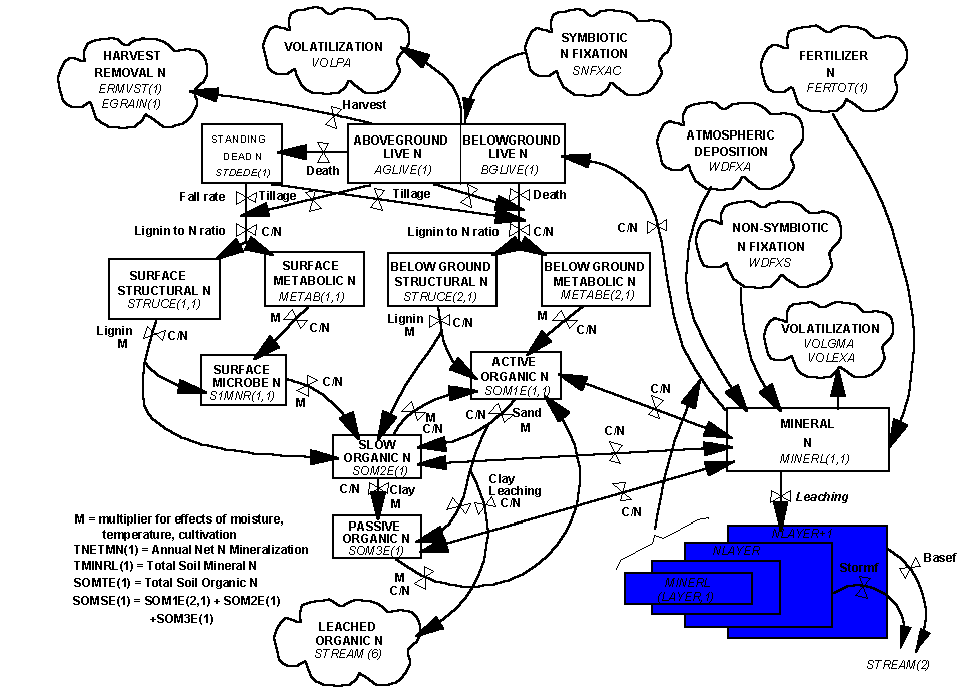 HARVEST
REMOVAL N
ERMVST(1)
EGRAIN(1)
VOLATILIZATION
VOLPA
SYMBIOTIC
N FIXATION
SNFXAC
FERTILIZER
N
FERTOT(1)
Harvest
STANDING
DEAD N
STDEDE(1)
Death
ABOVEGROUND
LIVE N
AGLIVE(1)
BELOWGROUND
LIVE N
BGLIVE(1)
ATMOSPHERIC
DEPOSITION
WDFXA
Fall rate
Tillage
Tillage
Death
Lignin to N ratio
C/N
Lignin to N ratio
C/N
C/N
NON-SYMBIOTIC
N FIXATION
WDFXS
SURFACE
STRUCTURAL N
STRUCE(1,1)
SURFACE
METABOLIC N
METAB(1,1)
BELOW GROUND
STRUCTURAL N
STRUCE(2,1)
BELOW GROUND
METABOLIC N
METABE(2,1)
Lignin
M
C/N
M
C/N
Lignin
M
C/N
M
C/N
VOLATILIZATION
VOLGMA
VOLEXA
SURFACE
MICROBE N
S1MNR(1,1)
C/N
M
ACTIVE
ORGANIC N
SOM1E(1,1)
C/N
M
C/N
C/N
Sand
M
MINERAL
N
MINERL(1,1)
SLOW
ORGANIC N
SOM2E(1)
C/N
C/N
Clay
M
Clay
Leaching
C/N
C/N
Leaching
PASSIVE
ORGANIC N
SOM3E(1)
M
C/N
M = multiplier for effects of moisture,
temperature, cultivation
TNETMN(1) = Annual Net N Mineralization
TMINRL(1) = Total Soil Mineral N
SOMTE(1) = Total Soil Organic N
SOMSE(1) = SOM1E(2,1) + SOM2E(1)
+SOM3E(1)
LEACHED
ORGANIC N
STREAM (6)
NLAYER+1
NLAYER
MINERL
(LAYER,1)
Stormf
Basef
STREAM(2)